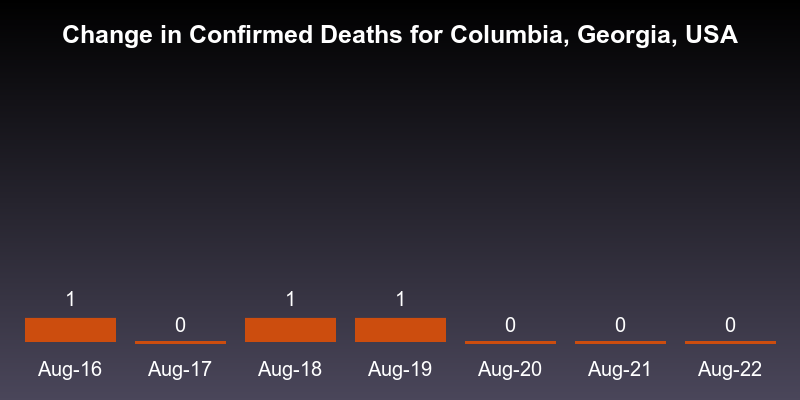 Change in Confirmed Deaths for Columbia, Georgia, USA
1 0 1 1 0 0 0
Aug-16 Aug-17 Aug-18 Aug-19 Aug-20 Aug-21 Aug-22